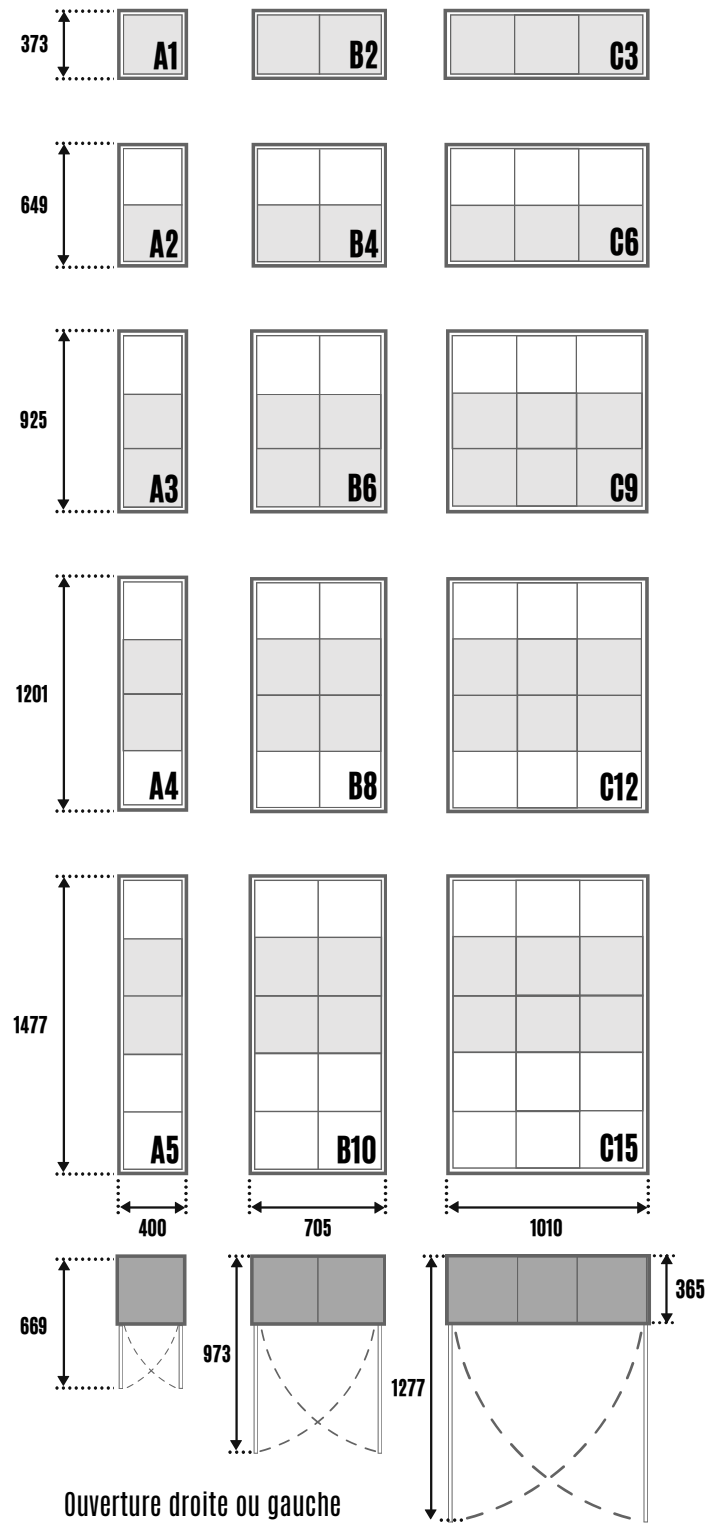 373
A1
B2
C3
649
A2
B4
C6
925
A3
B6
C9
1201
A4
B8
C12
1477
A5
B10
C15
400
705
1010
365
669
973
1277
Ouverture droite ou gauche